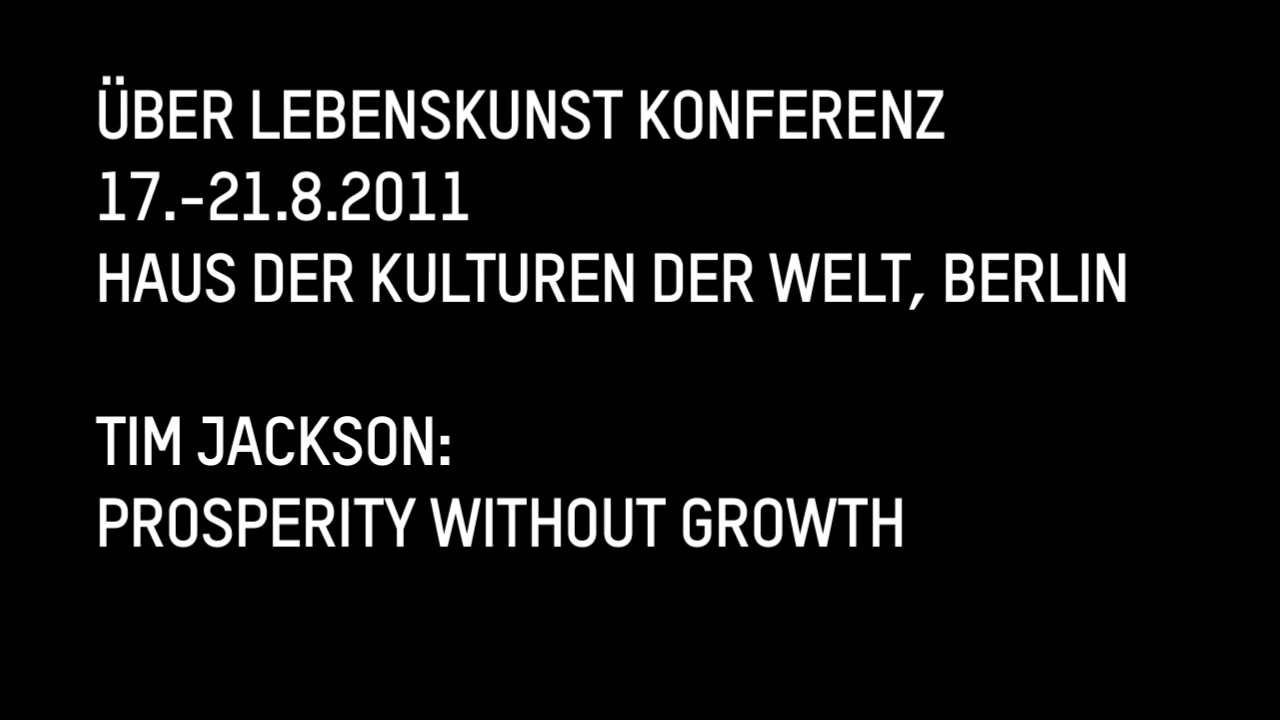 ÜBER LEBENSKUNST KONFERENZ
17.-21.8.2011
HAUS DER KULTUREN DER WELT, BERLIN
TIM JACKSON:
PROSPERITY WITHOUT GROWTH